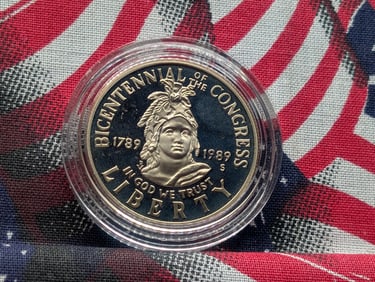 BICENTENNIAL OF THE CONGRESS
1789
1989
S
IN GOD WE TRUST
LIBERTY